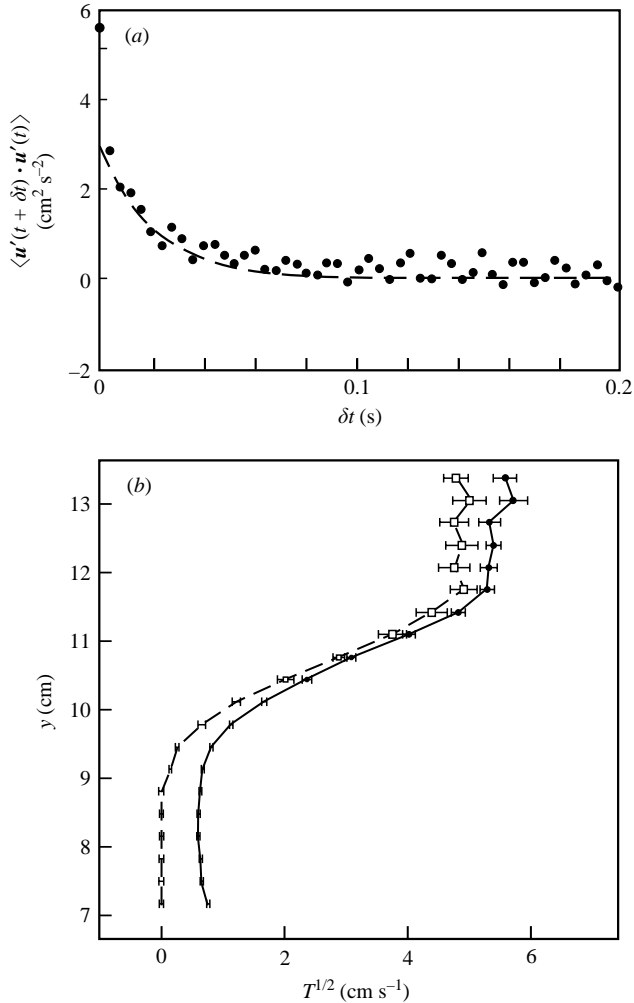 6
(a)
4
2
0
−2
⟨u′(t + δt) • u′(t)⟩
(cm² s⁻²)
0
0.1
0.2
δt (s)
(b)
13
12
11
10
9
8
7
y (cm)
0
2
4
6
T¹/² (cm s⁻¹)